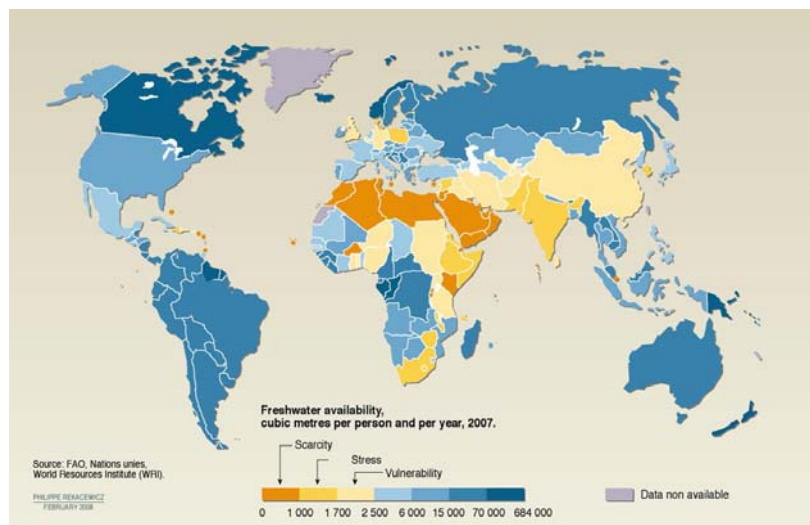 Freshwater availability,
cubic metres per person and per year, 2007.
Scarcity
Stress
Vulnerability
0 1 000 1 700 2 500 6 000 15 000 70 000 684 000
Data non available
Source: FAO, Nations unies,
World Resources Institute (WRI).
PHILIPPE REKACEWICZ
FEBRUARY 2008